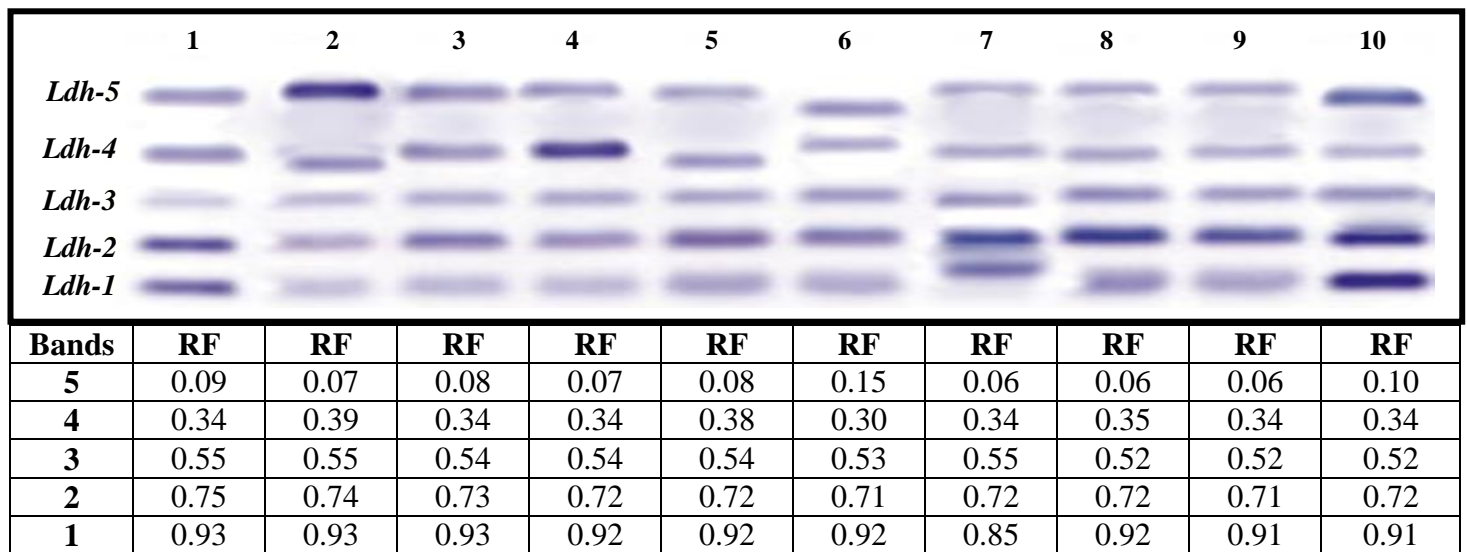 1 2 3 4 5 6 7 8 9 10
Ldh-5
Ldh-4
Ldh-3
Ldh-2
Ldh-1
Bands RF RF RF RF RF RF RF RF RF RF
5 0.09 0.07 0.08 0.07 0.08 0.15 0.06 0.06 0.06 0.10
4 0.34 0.39 0.34 0.34 0.38 0.30 0.34 0.35 0.34 0.34
3 0.55 0.55 0.54 0.54 0.54 0.53 0.55 0.52 0.52 0.52
2 0.75 0.74 0.73 0.72 0.72 0.71 0.72 0.72 0.71 0.72
1 0.93 0.93 0.93 0.92 0.92 0.92 0.85 0.92 0.91 0.91